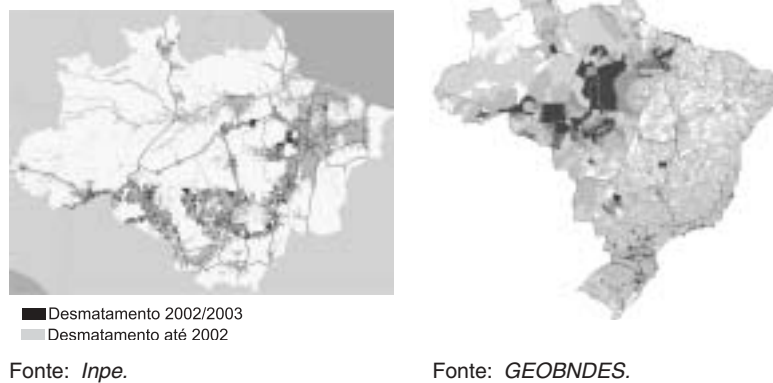 Desmatamento 2002/2003
Desmatamento até 2002
Fonte: Inpe.
Fonte: GEOBNDES.